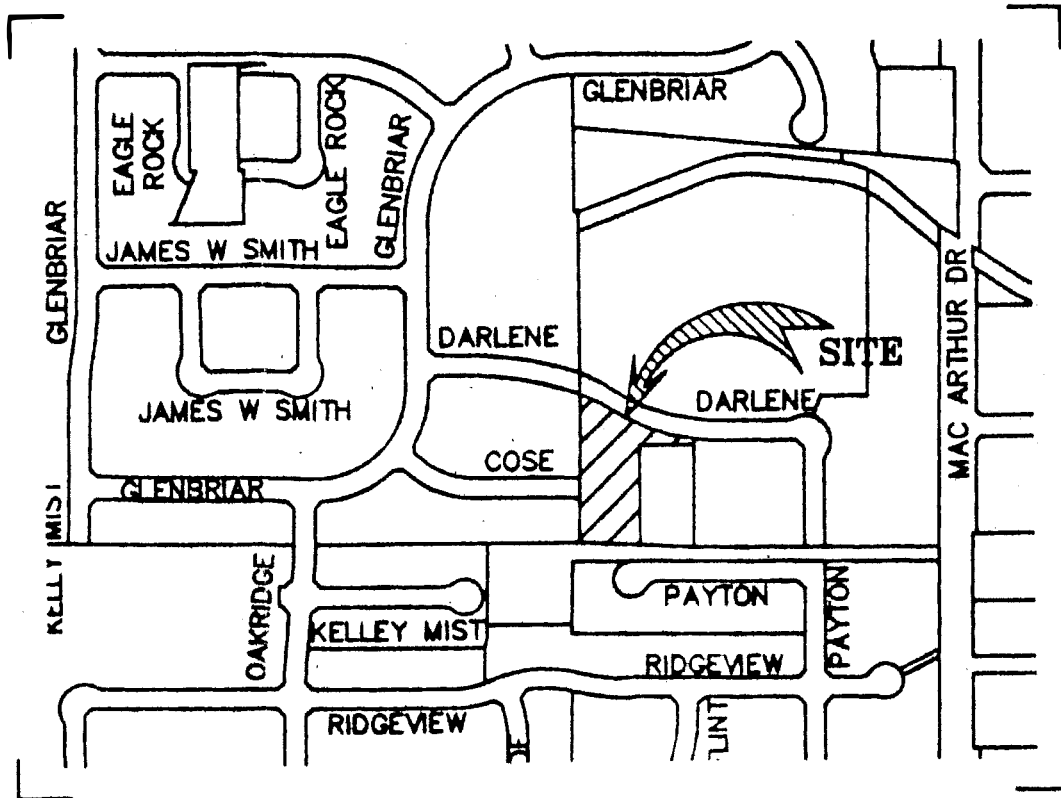 GLENBRIAR
EAGLE
ROCK
EAGLE ROCK
GLENBRIAR
GLENBRIAR
JAMES W SMITH
MAC ARTHUR DR
DARLENE
SITE
DARLENE
JAMES W SMITH
COSE
GLENBRIAR
KELLY MIST
OAKRIDGE
PAYTON
PAYTON
KELLEY MIST
RIDGEVIEW
RIDGEVIEW